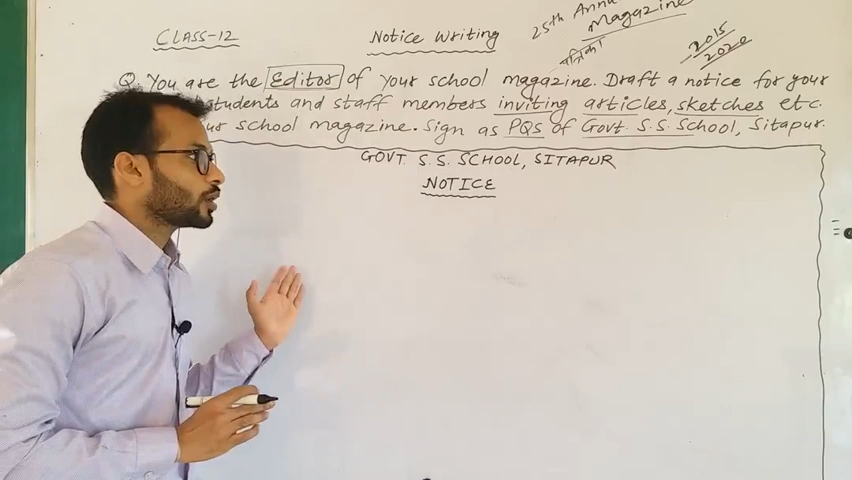 CLASS-12
Notice Writing
25th Annu
Magazine
पत्रिका
2015
2020
Q. You are the Editor of your school magazine. Draft a notice for your
students and staff members inviting articles, sketches etc.
school magazine. Sign as PQS of Govt. S. S. School, Sitapur.
GOVT. S. S. SCHOOL, SITAPUR
NOTICE